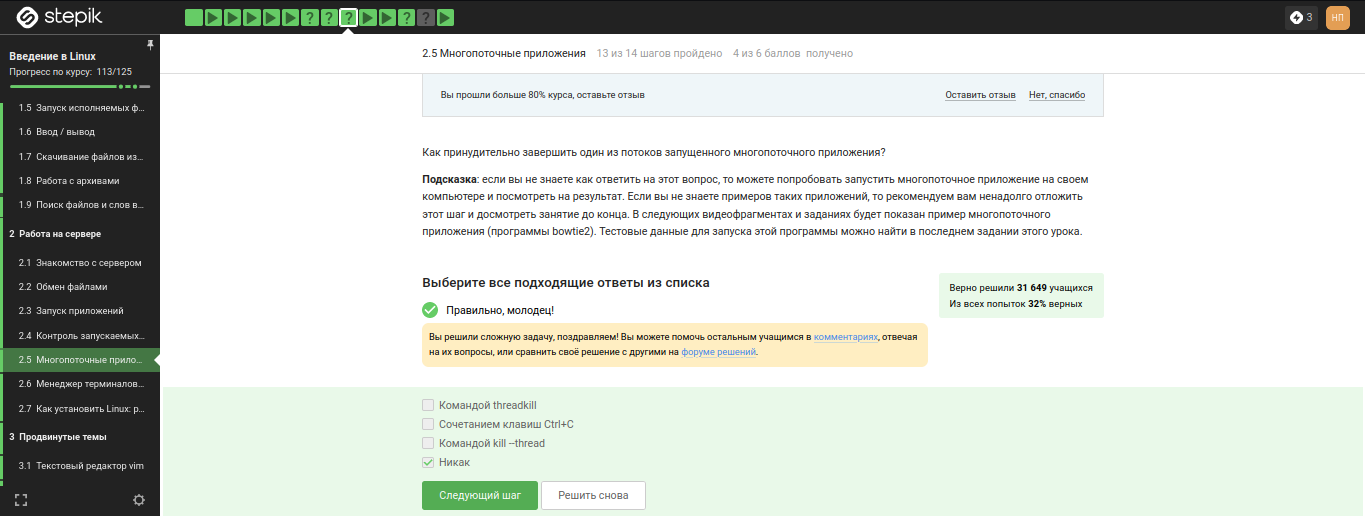 stepik
? ? ? ? ?
3
НП
Введение в Linux
Прогресс по курсу: 113/125
1.5 Запуск исполняемых ф...
1.6 Ввод / вывод
1.7 Скачивание файлов из...
1.8 Работа с архивами
1.9 Поиск файлов и слов в...
2 Работа на сервере
2.1 Знакомство с сервером
2.2 Обмен файлами
2.3 Запуск приложений
2.4 Контроль запускаемых...
2.5 Многопоточные прило...
2.6 Менеджер терминалов...
2.7 Как установить Linux: р...
3 Продвинутые темы
3.1 Текстовый редактор vim
2.5 Многопоточные приложения 13 из 14 шагов пройдено 4 из 6 баллов получено
Вы прошли больше 80% курса, оставьте отзыв Оставить отзыв Нет, спасибо
Как принудительно завершить один из потоков запущенного многопоточного приложения?
Подсказка: если вы не знаете как ответить на этот вопрос, то можете попробовать запустить многопоточное приложение на своем
компьютере и посмотреть на результат. Если вы не знаете примеров таких приложений, то рекомендуем вам ненадолго отложить
этот шаг и досмотреть занятие до конца. В следующих видеофрагментах и заданиях будет показан пример многопоточного
приложения (программы bowtie2). Тестовые данные для запуска этой программы можно найти в последнем задании этого урока.
Выберите все подходящие ответы из списка
Верно решили 31 649 учащихся
Из всех попыток 32% верных
Правильно, молодец!
Вы решили сложную задачу, поздравляем! Вы можете помочь остальным учащимся в комментариях, отвечая
на их вопросы, или сравнить своё решение с другими на форуме решений.
Командой threadkill
Сочетанием клавиш Ctrl+C
Командой kill --thread
Никак
Следующий шаг Решить снова